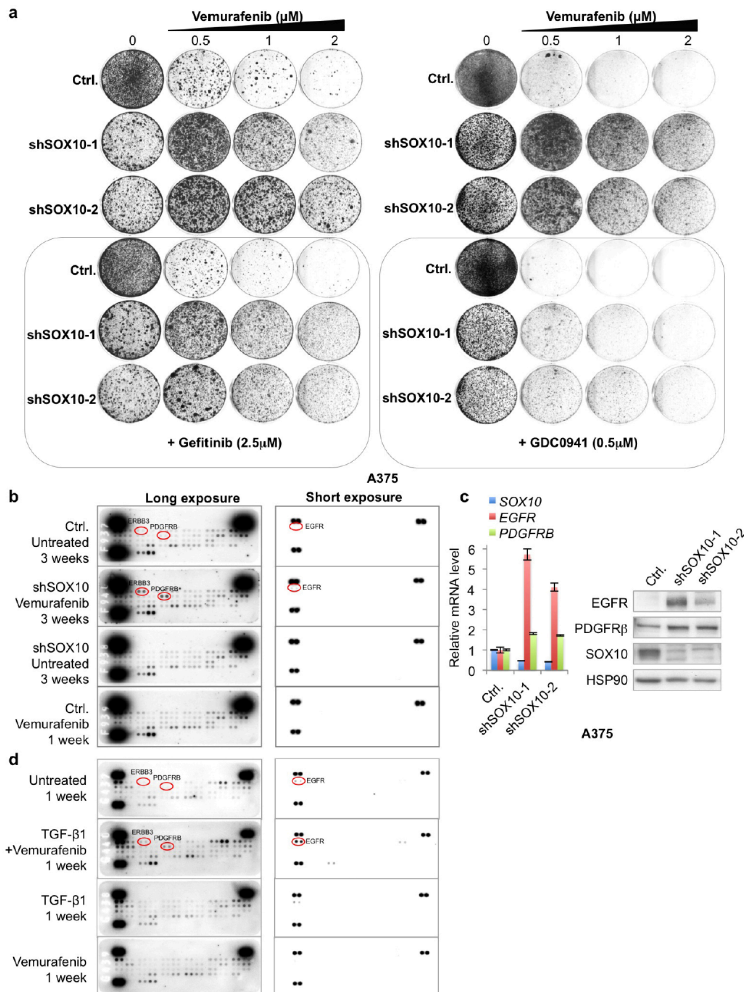 a
Vemurafenib (µM)
0 0.5 1 2
Ctrl.
shSOX10-1
shSOX10-2
Ctrl.
shSOX10-1
shSOX10-2
+ Gefitinib (2.5µM)
Vemurafenib (µM)
0 0.5 1 2
Ctrl.
shSOX10-1
shSOX10-2
Ctrl.
shSOX10-1
shSOX10-2
+ GDC0941 (0.5µM)
A375
b
Long exposure
Short exposure
Ctrl.
Untreated
3 weeks
ERBB3
PDGFRB
EGFR
shSOX10
Vemurafenib
3 weeks
ERBB3
PDGFRB
EGFR
shSOX10
Untreated
3 weeks
Ctrl.
Vemurafenib
1 week
c
SOX10
EGFR
PDGFRB
Relative mRNA level
6
5
4
3
2
1
0
Ctrl.
shSOX10-1
shSOX10-2
Ctrl.
shSOX10-1
shSOX10-2
EGFR
PDGFRβ
SOX10
HSP90
A375
d
Untreated
1 week
ERBB3
PDGFRB
EGFR
TGF-β1
+Vemurafenib
1 week
ERBB3
PDGFRB
EGFR
TGF-β1
1 week
Vemurafenib
1 week